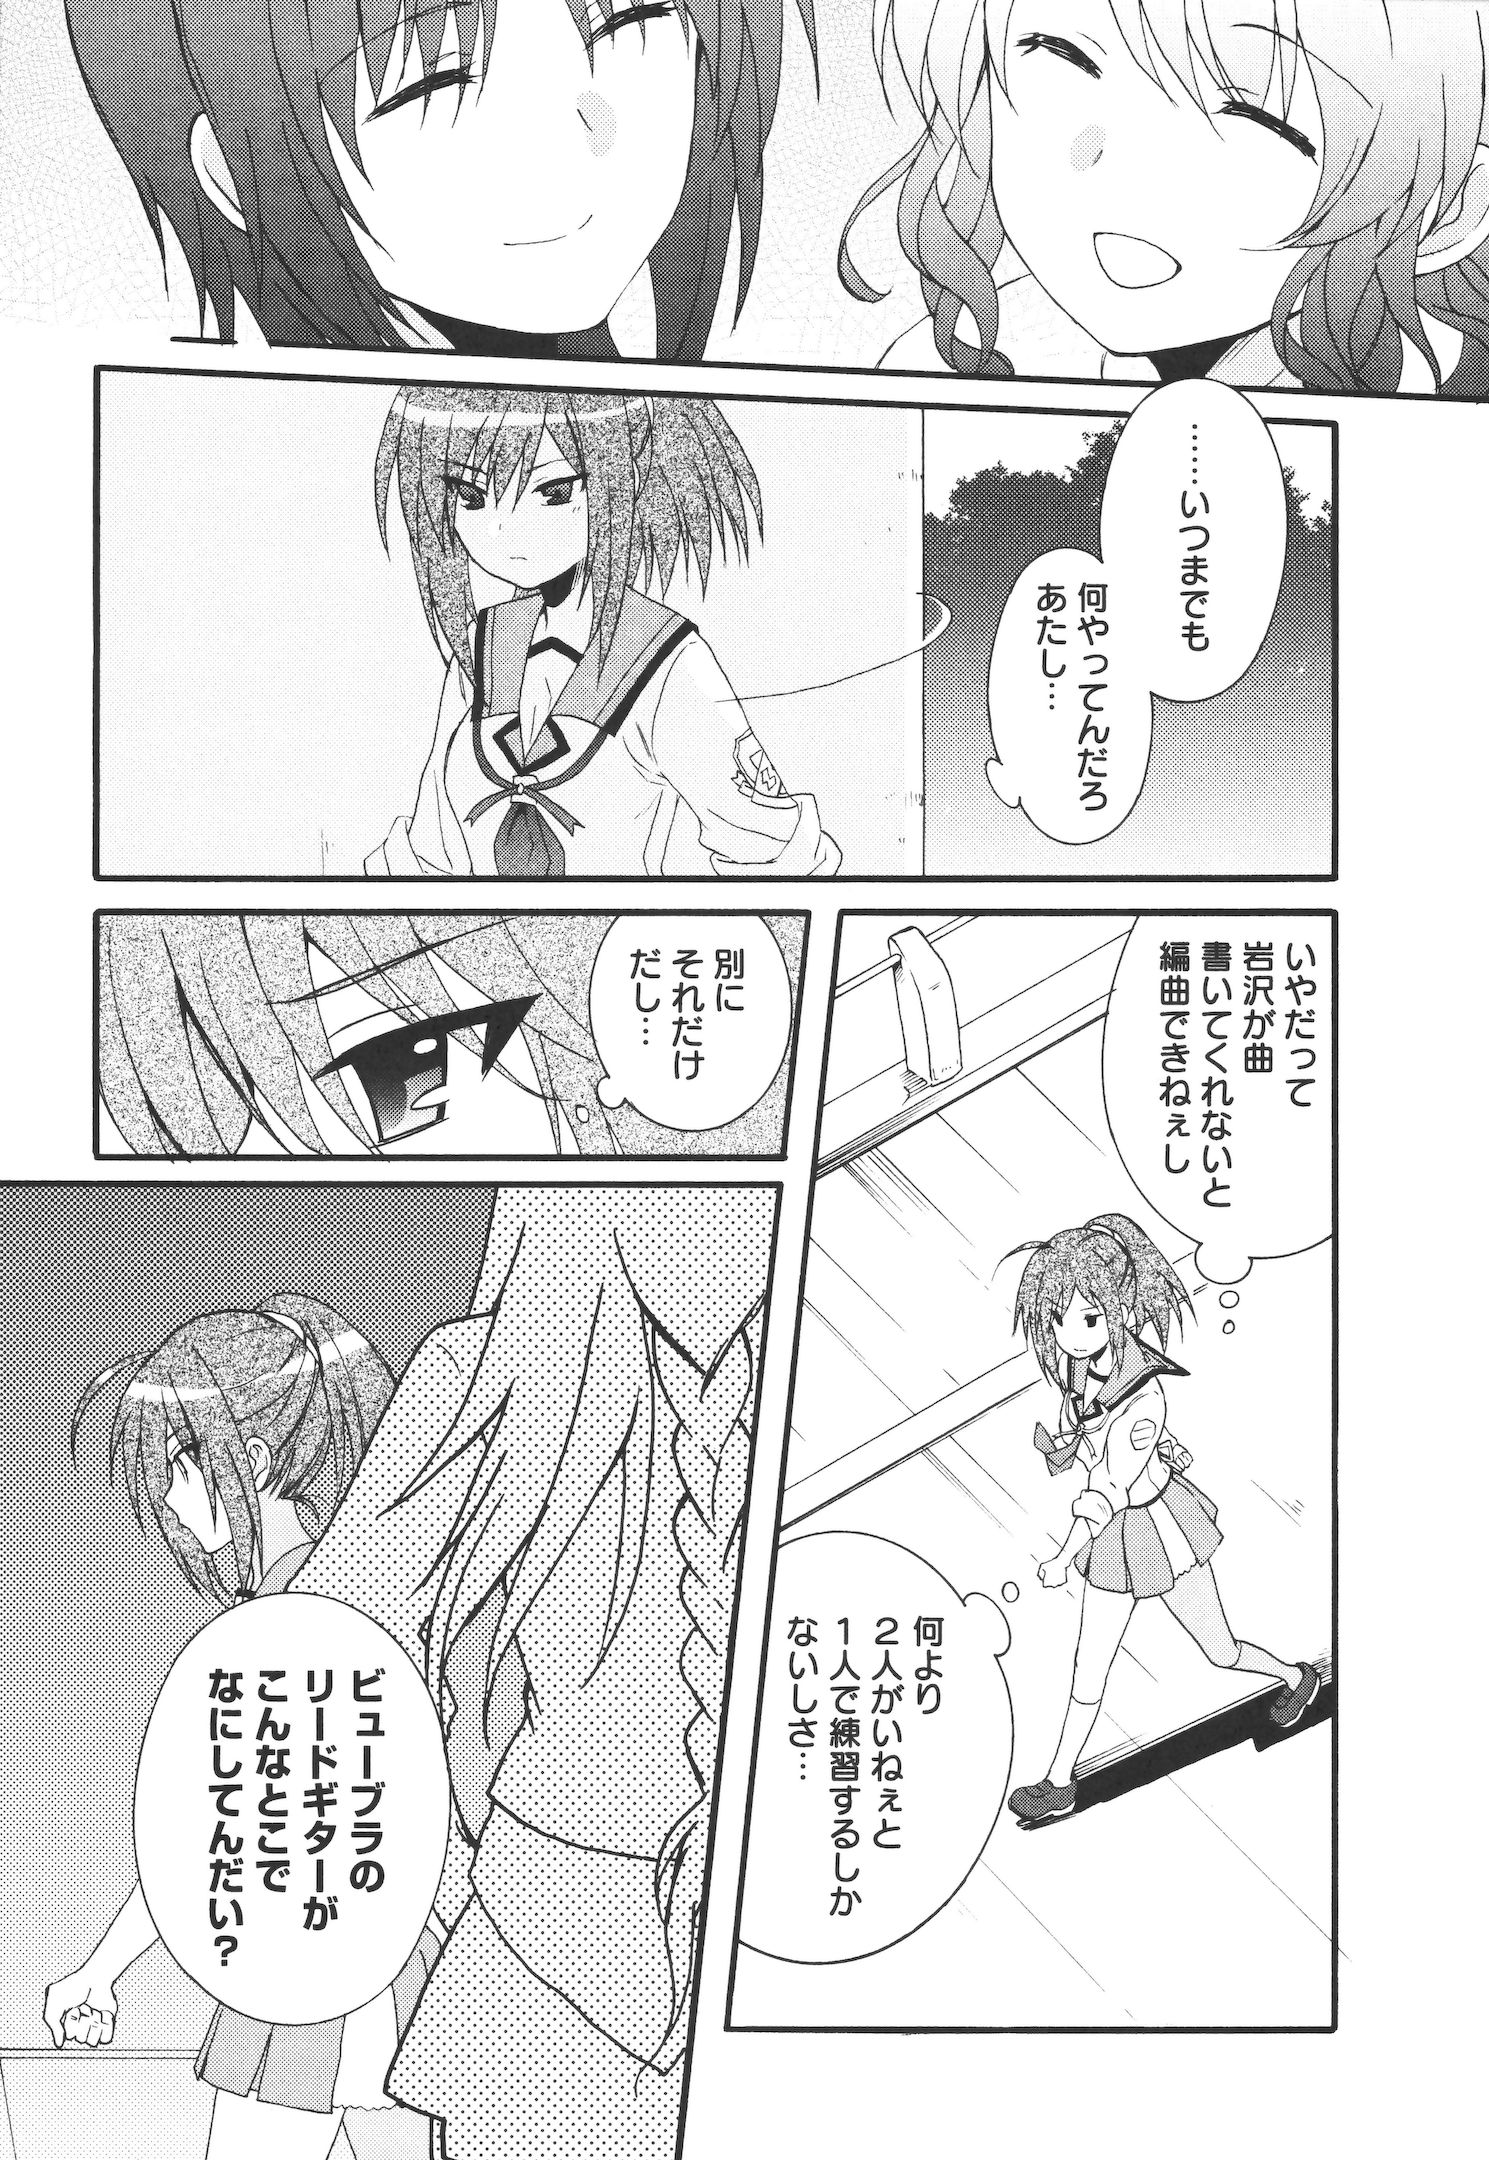 ……いつまでも
何やってんだろ
あたし…
いやだって
岩沢が曲
書いてくれないと
編曲できねぇし
何より
2人がいねぇと
1人で練習するしか
ないしさ…
別に
それだけ
だし…
ビューブラの
リードギターが
こんなとこで
なにしてんだい？